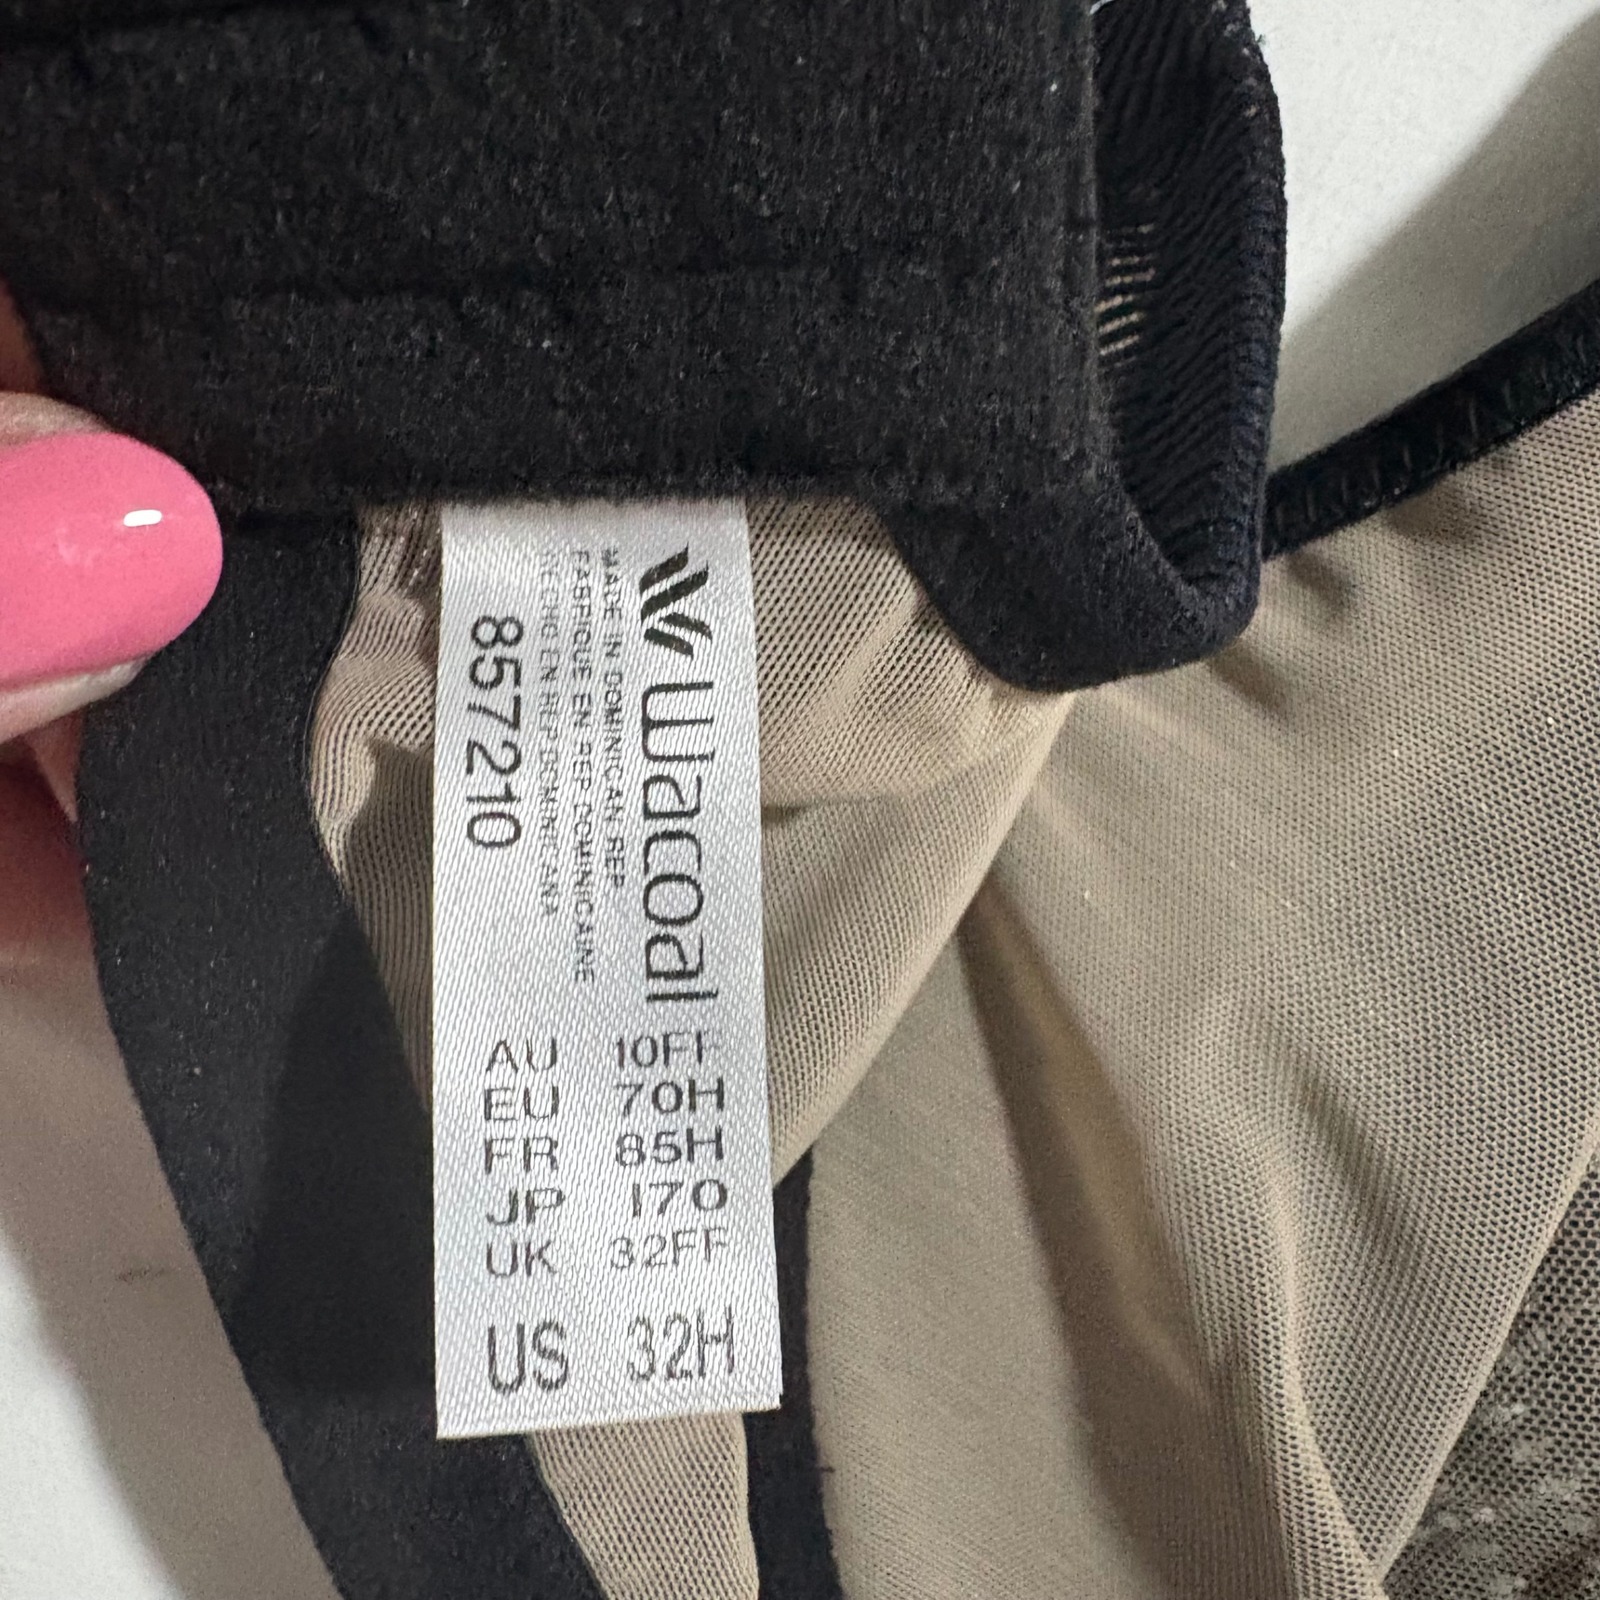 Wacoal
MADE IN DOMINICAN REP
FABRIQUE EN REP DOMINICAINE
HECHO EN REP DOMINICANA
857210
AU 10FF
EU 70H
FR 85H
JP I70
UK 32FF
US 32H